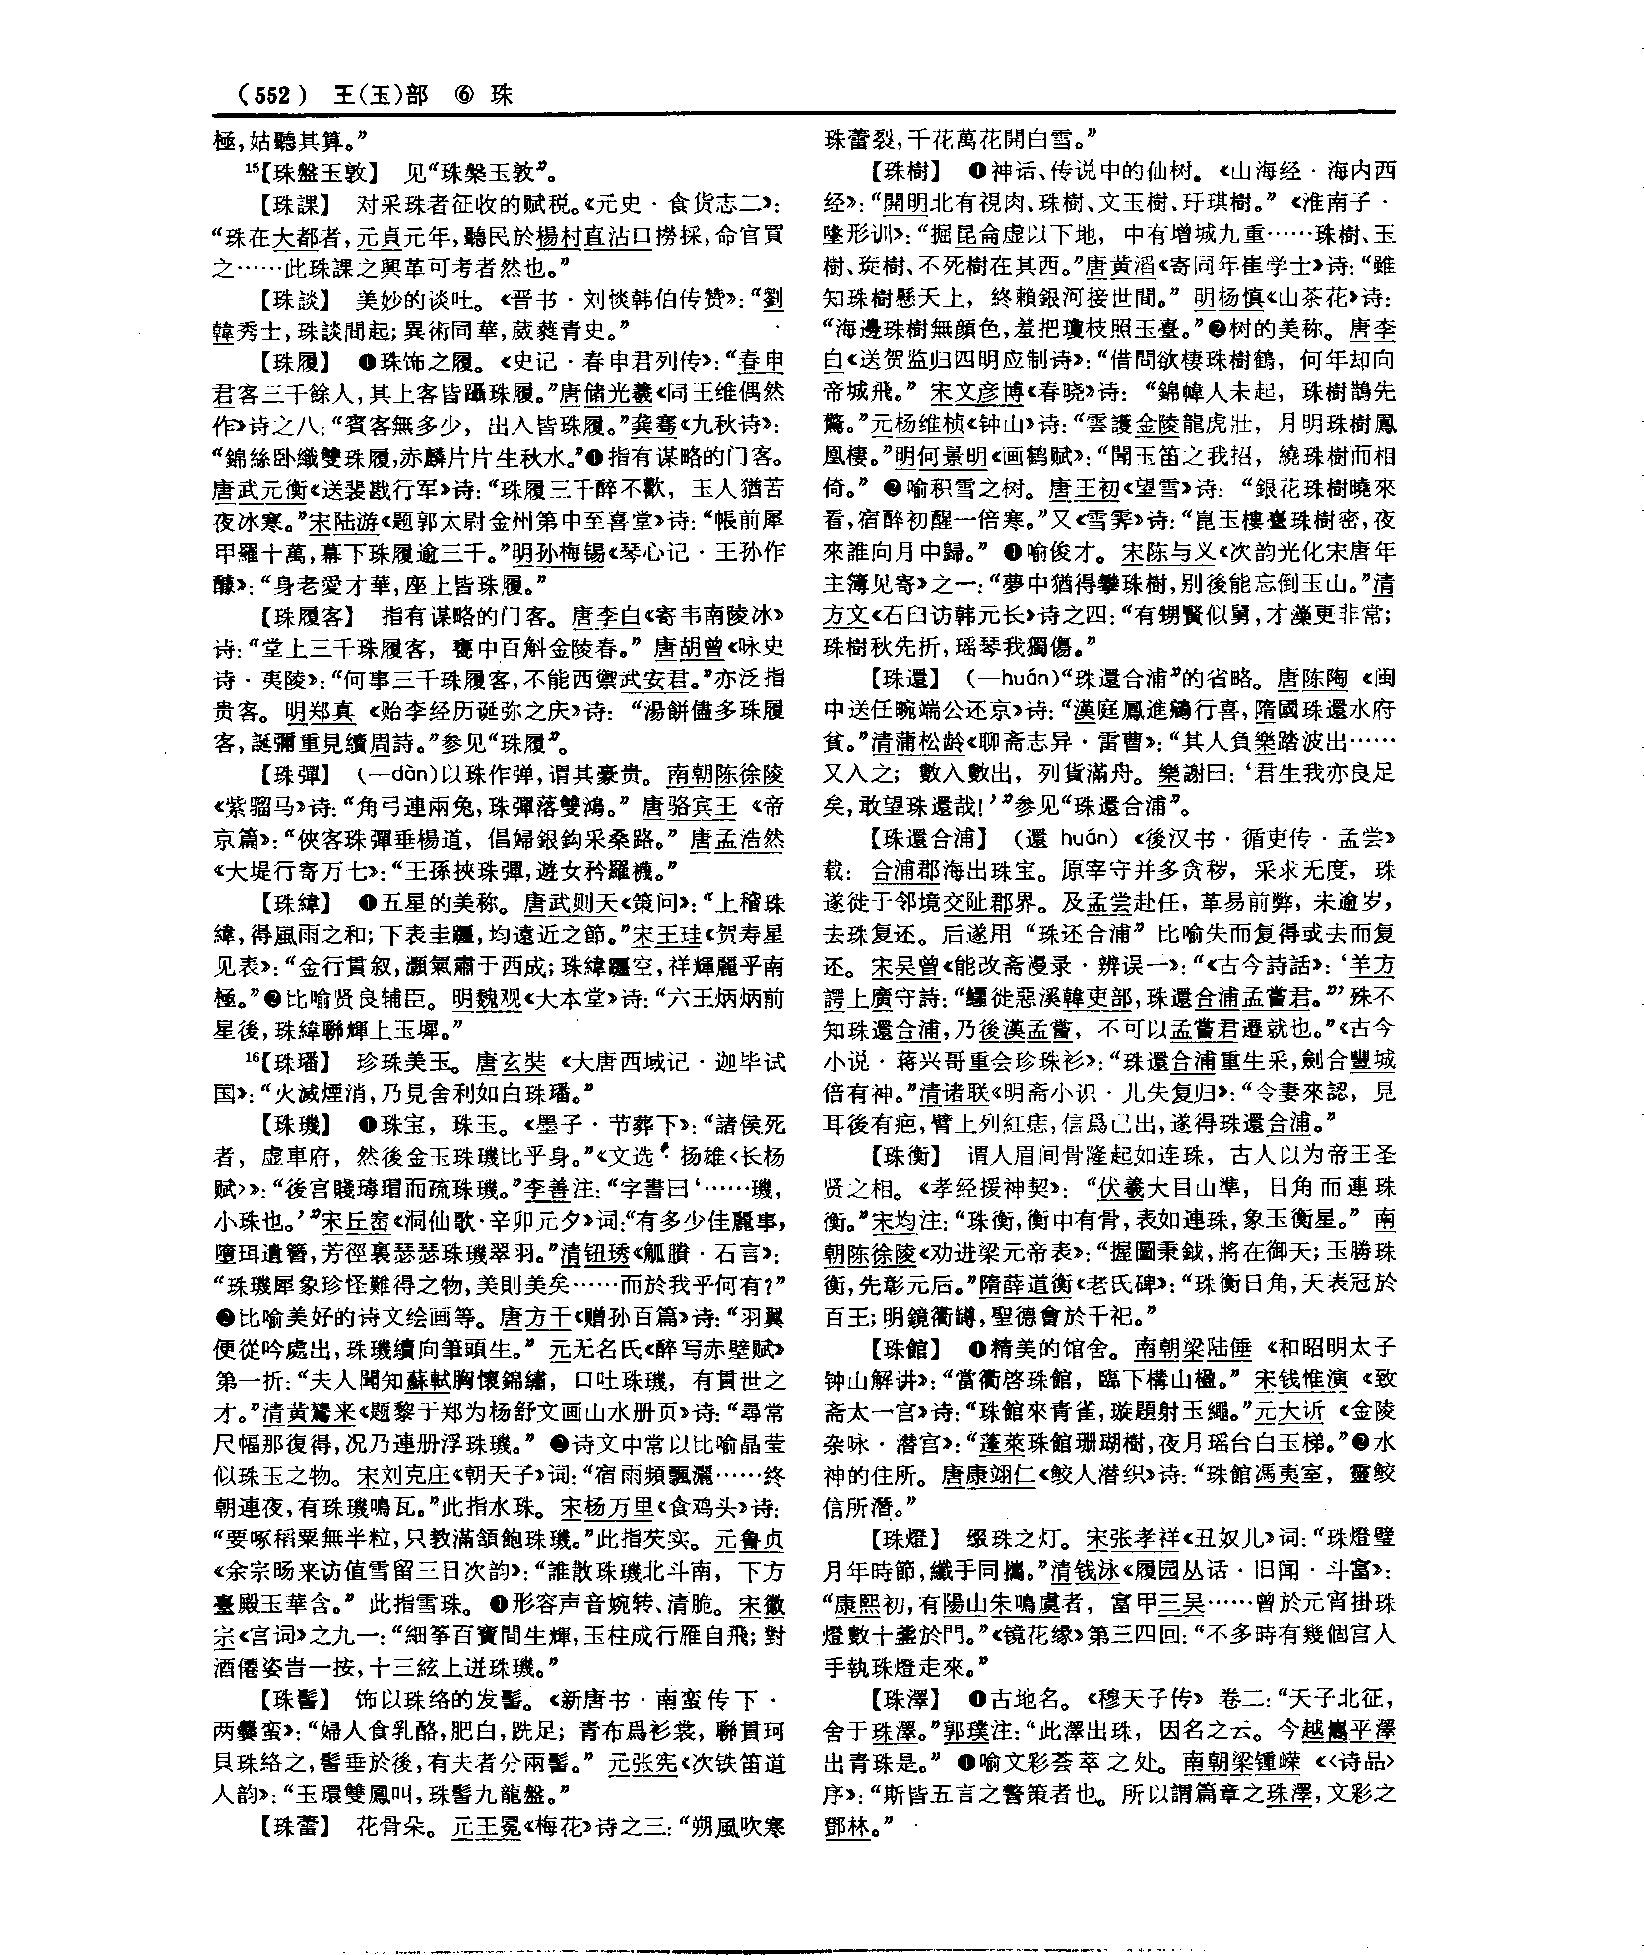 （552） 王(玉)部 ⑥ 珠
極,姑聽其算。”
¹⁵【珠盤玉敦】 见“珠槃玉敦”。
【珠課】 对采珠者征收的赋税。《元史·食货志二》:
“珠在大都者,元貞元年,聽民於楊村直沽口撈採,命官買
之……此珠課之興革可考者然也。”
【珠談】 美妙的谈吐。《晋书·刘惔韩伯传赞》:“劉
韓秀士,珠談間起;異術同華,葳蕤青史。”
【珠履】 ❶珠饰之履。《史记·春申君列传》:“春申
君客三千餘人,其上客皆躡珠履。”唐储光羲《同王维偶然
作》诗之八:“賓客無多少, 出入皆珠履。”龚骞《九秋诗》:
“錦絲卧織雙珠履,赤麟片片生秋水。”❷指有谋略的门客。
唐武元衡《送裴戡行军》诗:“珠履三千醉不歡, 玉人猶苦
夜冰寒。”宋陆游《题郭太尉金州第中至喜堂》诗:“帳前犀
甲羅十萬,幕下珠履逾三千。”明孙梅锡《琴心记·王孙作
醵》:“身老愛才華,座上皆珠履。”
【珠履客】 指有谋略的门客。唐李白《寄韦南陵冰》
诗:“堂上三千珠履客, 甕中百斛金陵春。” 唐胡曾《咏史
诗·夷陵》:“何事三千珠履客,不能西禦武安君。”亦泛指
贵客。明郑真《贻李经历诞弥之庆》诗: “湯餅儘多珠履
客,誕彌重見續周詩。”参见“珠履”。
【珠彈】 (—dàn)以珠作弹,谓其豪贵。南朝陈徐陵
《紫骝马》诗:“角弓連兩兔,珠彈落雙鴻。” 唐骆宾王《帝
京篇》:“俠客珠彈垂楊道, 倡婦銀鈎采桑路。” 唐孟浩然
《大堤行寄万七》:“王孫挾珠彈,遊女矜羅襪。”
【珠緯】 ❶五星的美称。唐武则天《策问》:“上稽珠
緯,得風雨之和;下表圭疆,均遠近之節。”宋王珪《贺寿星
见表》:“金行貫叙,灝氣肅于西成;珠緯躔空,祥輝麗乎南
極。”❷比喻贤良辅臣。明魏观《大本堂》诗:“六王炳炳前
星後,珠緯聯輝上玉墀。”
¹⁶【珠璠】 珍珠美玉。唐玄奘《大唐西域记·迦毕试
国》:“火滅煙消,乃見舍利如白珠璠。”
【珠璣】 ❶珠宝, 珠玉。《墨子·节葬下》:“諸侯死
者, 虚車府, 然後金玉珠璣比乎身。”《文选·扬雄<长杨
赋>》:“後宫賤瑇瑁而疏珠璣。”李善注:“字書曰‘……璣,
小珠也。’”宋丘崈《洞仙歌·辛卯元夕》词:“有多少佳麗事,
墮珥遺簪,芳徑裏瑟瑟珠璣翠羽。”清钮琇《觚賸·石言》:
“珠璣犀象珍怪難得之物,美則美矣……而於我乎何有?”
❷比喻美好的诗文绘画等。唐方干《赠孙百篇》诗:“羽翼
便從吟處出,珠璣續向筆頭生。” 元无名氏《醉写赤壁赋》
第一折:“夫人聞知蘇軾胸懷錦繡, 口吐珠璣, 有貫世之
才。”清黄鷟来《题黎于郑为杨舒文画山水册页》诗:“尋常
尺幅那復得,况乃連册浮珠璣。” ❸诗文中常以比喻晶莹
似珠玉之物。宋刘克庄《朝天子》词:“宿雨頻飄灑……終
朝連夜,有珠璣鳴瓦。”此指水珠。宋杨万里《食鸡头》诗:
“要啄稻粟無半粒,只教滿頷飽珠璣。”此指芡实。元鲁贞
《余宗旸来访值雪留三日次韵》:“誰散珠璣北斗南, 下方
臺殿玉華含。” 此指雪珠。❹形容声音婉转、清脆。宋徽
宗《宫词》之九一:“細筝百寶間生輝,玉柱成行雁自飛;對
酒僊姿昔一按,十三絃上迸珠璣。”
【珠髻】 饰以珠络的发髻。《新唐书·南蛮传下·
两爨蛮》:“婦人食乳酪,肥白,跣足; 青布爲衫裳,聯貫珂
貝珠络之,髻垂於後,有夫者分兩髻。” 元张宪《次铁笛道
人韵》:“玉環雙鳳叫,珠髻九龍盤。”
【珠蕾】 花骨朵。元王冕《梅花》诗之三:“朔風吹寒
珠蕾裂,千花萬花開白雪。”
【珠樹】 ❶神话、传说中的仙树。《山海经·海内西
经》:“開明北有視肉、珠樹、文玉樹、玗琪樹。” 《淮南子·
墬形训》:“掘昆侖虚以下地, 中有增城九重……珠樹、玉
樹、琁樹、不死樹在其西。”唐黄滔《寄同年崔学士》诗:“雖
知珠樹懸天上, 終賴銀河接世間。” 明杨慎《山茶花》诗:
“海邊珠樹無顔色,羞把瓊枝照玉臺。”❷树的美称。唐李
白《送贺监归四明应制诗》:“借問欲棲珠樹鶴, 何年却向
帝城飛。” 宋文彦博《春晓》诗: “錦幃人未起, 珠樹鵲先
驚。”元杨维桢《钟山》诗:“雲護金陵龍虎壯, 月明珠樹鳳
凰棲。”明何景明《画鹤赋》:“聞玉笛之我招, 繞珠樹而相
倚。” ❸喻积雪之树。唐王初《望雪》诗: “銀花珠樹曉來
看,宿醉初醒一倍寒。”又《雪霁》诗:“崑玉樓臺珠樹密,夜
來誰向月中歸。” ❹喻俊才。宋陈与义《次韵光化宋唐年
主簿见寄》之一:“夢中猶得攀珠樹,别後能忘倒玉山。”清
方文《石臼访韩元长》诗之四:“有甥賢似舅,才藻更非常;
珠樹秋先折,瑶琴我獨傷。”
【珠還】 (—huán)“珠還合浦”的省略。唐陈陶《闽
中送任畹端公还京》诗:“漢庭鳳進鵷行喜,隋國珠還水府
貧。”清蒲松龄《聊斋志异·雷曹》:“其人負樂踏波出……
又入之; 數入數出, 列貨滿舟。樂謝曰:‘君生我亦良足
矣,敢望珠還哉!’”参见“珠還合浦”。
【珠還合浦】 (還 huán)《後汉书·循吏传·孟尝》
载: 合浦郡海出珠宝。原宰守并多贪秽, 采求无度, 珠
遂徙于邻境交阯郡界。及孟尝赴任, 革易前弊, 未逾岁,
去珠复还。后遂用 “珠还合浦” 比喻失而复得或去而复
还。宋吴曾《能改斋漫录·辨误一》:“《古今詩話》:‘羊方
諤上廣守詩:“鱷徙惡溪韓吏部,珠還合浦孟嘗君。”’殊不
知珠還合浦,乃後漢孟嘗, 不可以孟嘗君遷就也。”《古今
小说·蒋兴哥重会珍珠衫》:“珠還合浦重生采,劍合豐城
倍有神。”清诸联《明斋小识·儿失复归》:“令妻來認, 見
耳後有疤,臂上列紅痣,信爲己出,遂得珠還合浦。”
【珠衡】 谓人眉间骨隆起如连珠, 古人以为帝王圣
贤之相。《孝经援神契》: “伏羲大目山準, 日角而連珠
衡。”宋均注:“珠衡,衡中有骨,表如連珠,象玉衡星。” 南
朝陈徐陵《劝进梁元帝表》:“握圖秉鉞,將在御天;玉勝珠
衡,先彰元后。”隋薛道衡《老氏碑》:“珠衡日角,天表冠於
百王;明鏡衢罇,聖德會於千祀。”
【珠館】 ❶精美的馆舍。南朝梁陆倕《和昭明太子
钟山解讲》:“當衢啓珠館, 臨下構山楹。” 宋钱惟演《致
斋太一宫》诗:“珠館來青雀,璇題射玉繩。”元大䜣《金陵
杂咏·潜宫》:“蓬萊珠館珊瑚樹,夜月瑶台白玉梯。”❷水
神的住所。唐康翊仁《鲛人潜织》诗:“珠館馮夷室, 靈鮫
信所潛。”
【珠燈】 缀珠之灯。宋张孝祥《丑奴儿》词:“珠燈璧
月年時節,纖手同攜。”清钱泳《履园丛话·旧闻·斗富》:
“康熙初,有陽山朱鳴虞者, 富甲三吴……曾於元宵掛珠
燈數十盞於門。”《镜花缘》第三四回:“不多時有幾個宫人
手執珠燈走來。”
【珠澤】 ❶古地名。《穆天子传》卷二:“天子北征,
舍于珠澤。”郭璞注:“此澤出珠, 因名之云。今越巂平澤
出青珠是。” ❷喻文彩荟萃之处。南朝梁锺嵘《<诗品>
序》:“斯皆五言之警策者也。所以謂篇章之珠澤,文彩之
鄧林。”